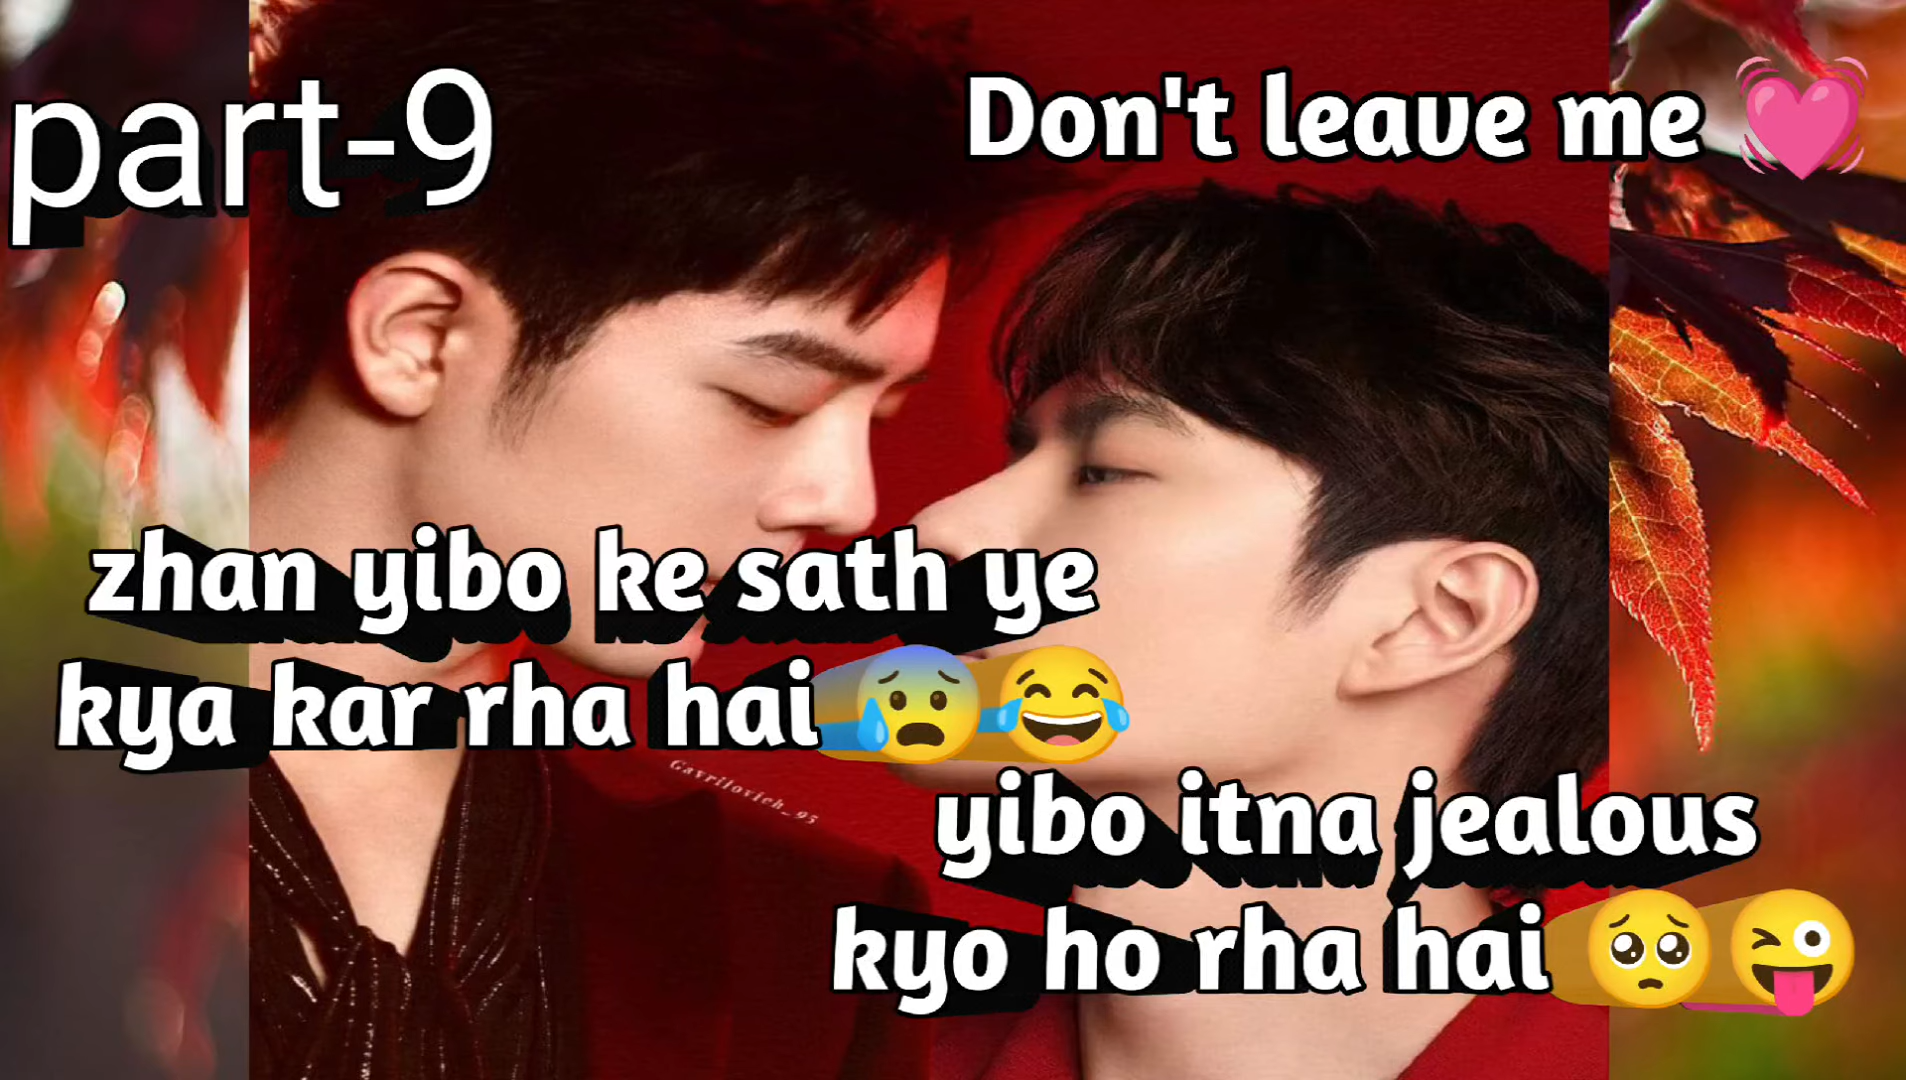 part-9
Don't leave me 💓
zhan yibo ke sath ye
kya kar rha hai 😰😂
Gavrilovich_95
yibo itna jealous
kyo ho rha hai 🥺😜